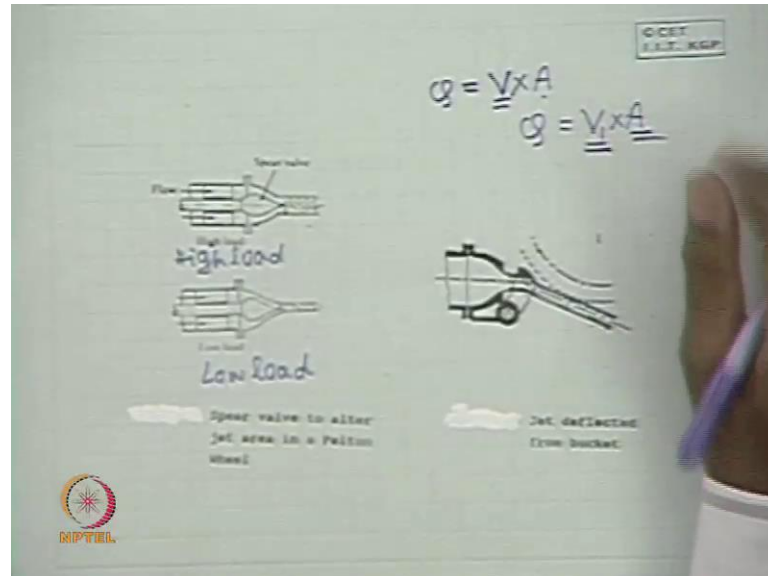 © CET
I.I.T. KGP
Q = V × A
Q = V₁ × A
Spear valve
Flow
High load
High load
Low load
Low load
Spear valve to alter
jet area in a Pelton
Wheel
Jet deflected
from bucket
NPTEL